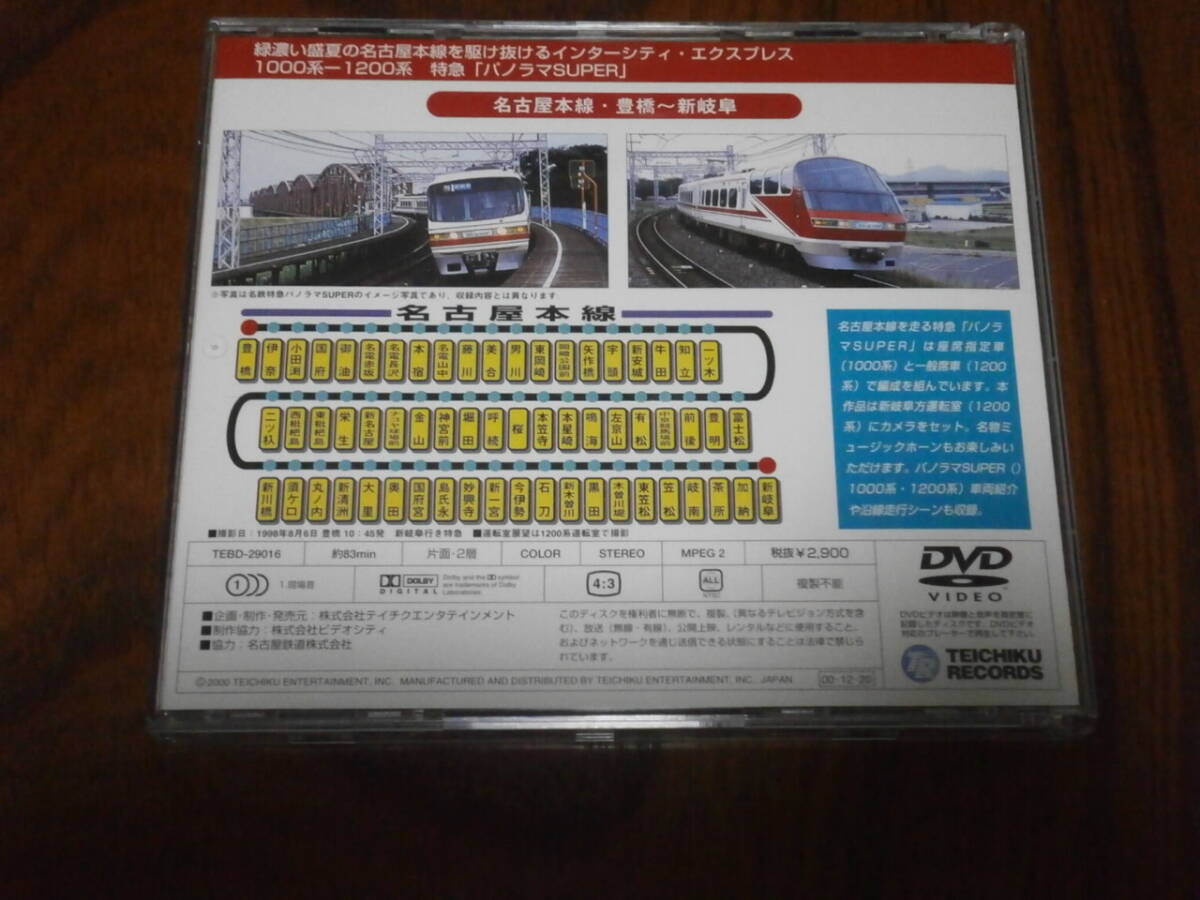 緑濃い盛夏の名古屋本線を駆け抜けるインターシティ・エクスプレス
1000系ー1200系 特急「パノラマSUPER」
名古屋本線・豊橋～新岐阜
※写真は名鉄特急パノラマSUPERのイメージ写真であり、収録内容とは異なります
名古屋本線
豊橋 伊奈 小田渕 国府 御油 名電赤坂 名電長沢 本宿 名電山中 藤川 美合 男川 東岡崎 岡崎公園前 矢作橋 宇頭 新安城 牛田 知立 一ツ木
二ツ杁 西枇杷島 東枇杷島 栄生 新名古屋 ナゴヤ球場前 金山 神宮前 堀田 呼続 桜 本笠寺 本星崎 鳴海 左京山 有松 中京競馬場前 前後 豊明 富士松
新川橋 須ケ口 丸ノ内 新清洲 大里 奥田 国府宮 島氏永 妙興寺 新一宮 今伊勢 石刀 新木曽川 黒田 木曽川堤 東笠松 笠松 岐南 茶所 加納 新岐阜
■撮影日：1998年8月6日 豊橋10：45発 新岐阜行き特急 ■運転室展望は1200系運転室で撮影
名古屋本線を走る特急「パノラ
マSUPER」は座席指定車
(1000系)と一般席車(1200
系)で編成を組んでいます。本
作品は新岐阜方運転室(1200
系)にカメラをセット。名物ミ
ュージックホーンもお楽しみい
ただけます。パノラマSUPER()
1000系・1200系)車両紹介
や沿線走行シーンも収録。
TEBD-29016 約83min 片面・2層 COLOR STEREO MPEG 2 税抜¥2,900
1 1.現場音 DOLBY DIGITAL Dolby and the DD symbol are trademarks of Dolby Laboratories. 4:3 ALL NTSC 複製不能
DVD
VIDEO
DVDビデオは映像と音声を高密度に
記録したディスクです。DVDビデオ
対応のプレーヤーで再生して下さい。
■企画・制作・発売元：株式会社テイチクエンタテインメント
■制作協力：株式会社ビデオシティ
■協力：名古屋鉄道株式会社
このディスクを権利者に無断で、複製、(異なるテレビジョン方式を含
む)、放送(無線・有線)、公開上映、レンタルなどに使用すること、
およびネットワークを通じ送信できる状態にすることは法律で禁じら
れています。
TEICHIKU
RECORDS
©2000 TEICHIKU ENTERTAINMENT, INC. MANUFACTURED AND DISTRIBUTED BY TEICHIKU ENTERTAINMENT, INC. JAPAN. 00・12・20